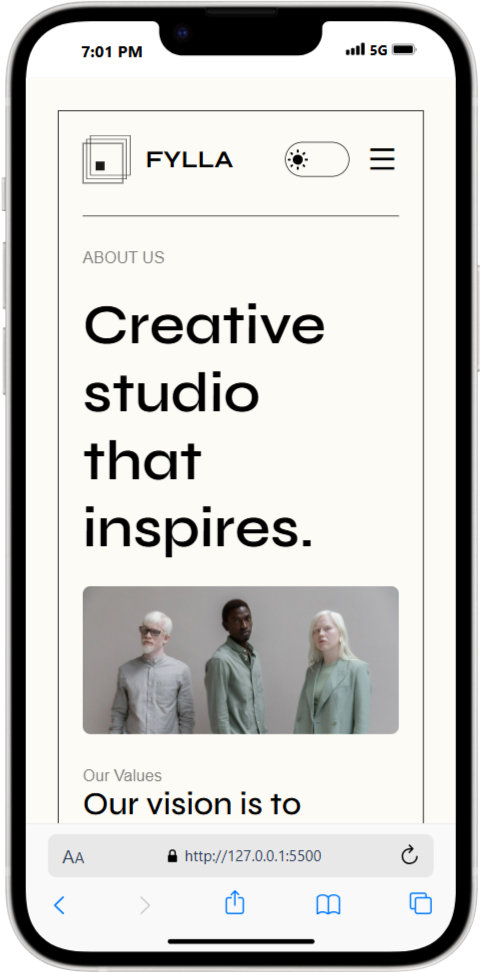 7:01 PM 5G
FYLLA
ABOUT US
Creative
studio
that
inspires.
Our Values
Our vision is to
AA http://127.0.0.1:5500